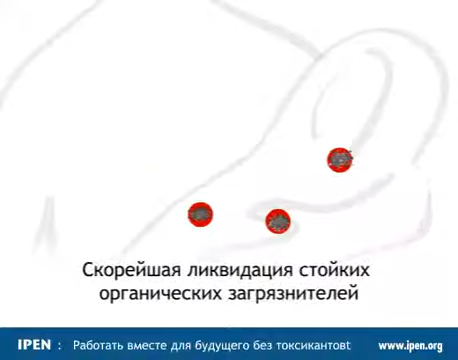 Скорейшая ликвидация стойких
органических загрязнителей
IPEN : Работать вместе для будущего без токсикантовt www.ipen.org